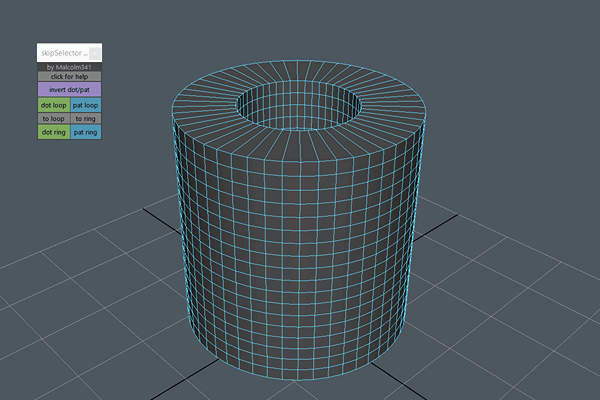 skipSelector ...
by Malcolm341
click for help
invert dot/pat
dot loop pat loop
to loop to ring
dot ring pat ring